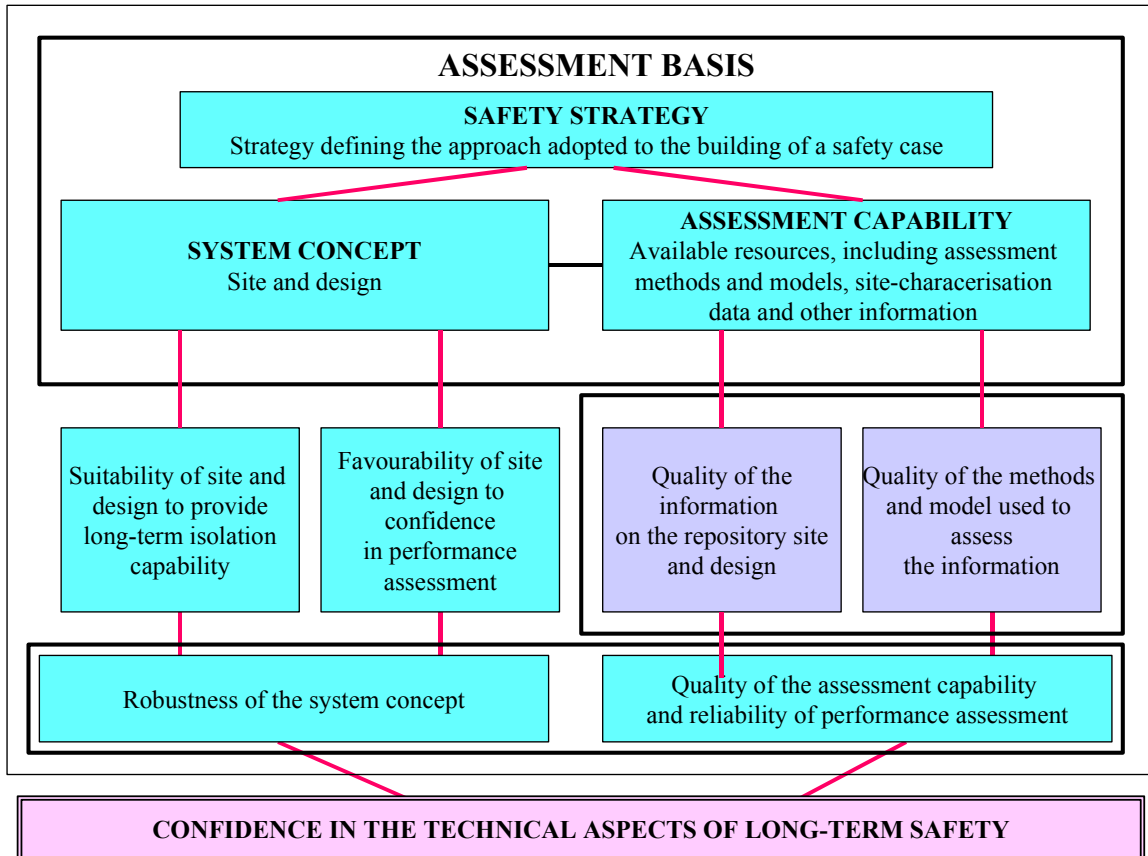 ASSESSMENT BASIS
SAFETY STRATEGY
Strategy defining the approach adopted to the building of a safety case
SYSTEM CONCEPT
Site and design
ASSESSMENT CAPABILITY
Available resources, including assessment
methods and models, site-characerisation
data and other information
Suitability of site and
design to provide
long-term isolation
capability
Favourability of site
and design to
confidence
in performance
assessment
Quality of the
information
on the repository site
and design
Quality of the methods
and model used to
assess
the information
Robustness of the system concept
Quality of the assessment capability
and reliability of performance assessment
CONFIDENCE IN THE TECHNICAL ASPECTS OF LONG-TERM SAFETY